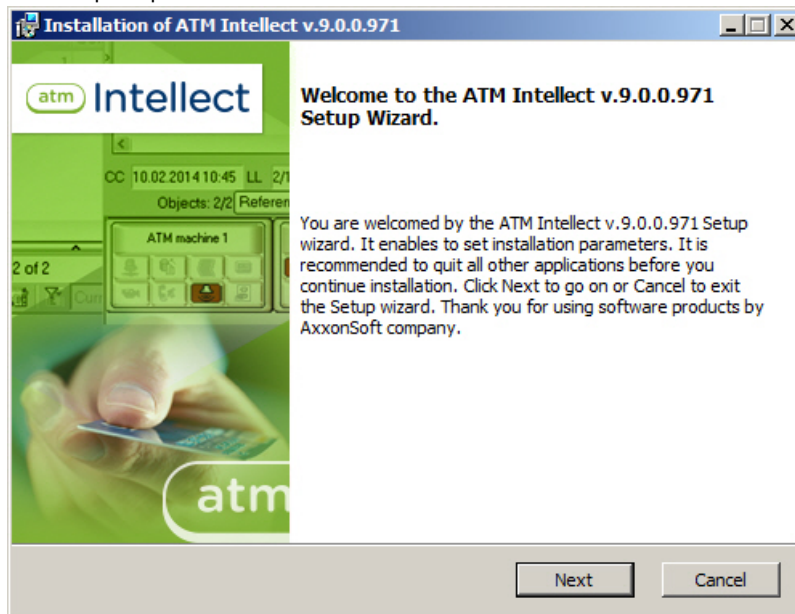 Installation of ATM Intellect v.9.0.0.971
atm Intellect
Welcome to the ATM Intellect v.9.0.0.971
Setup Wizard.
CC 10.02.2014 10:45 LL 2/1
Objects: 2/2 Referen
ATM machine 1
2 of 2
Curr
You are welcomed by the ATM Intellect v.9.0.0.971 Setup
wizard. It enables to set installation parameters. It is
recommended to quit all other applications before you
continue installation. Click Next to go on or Cancel to exit
the Setup wizard. Thank you for using software products by
AxxonSoft company.
atm
Next
Cancel